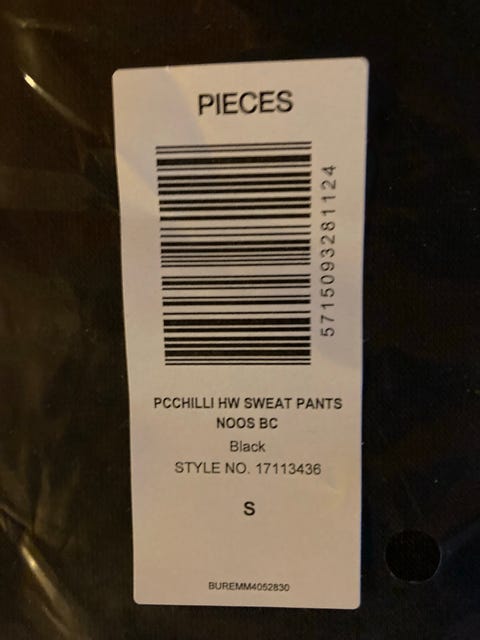 PIECES
5715093281124
PCCHILLI HW SWEAT PANTS
NOOS BC
Black
STYLE NO. 17113436
S
BUREMM4052830